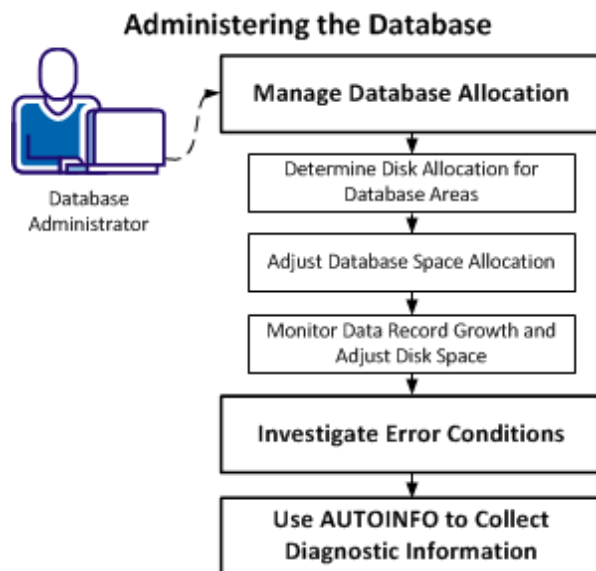 Administering the Database
Manage Database Allocation
Database
Administrator
Determine Disk Allocation for
Database Areas
Adjust Database Space Allocation
Monitor Data Record Growth and
Adjust Disk Space
Investigate Error Conditions
Use AUTOINFO to Collect
Diagnostic Information